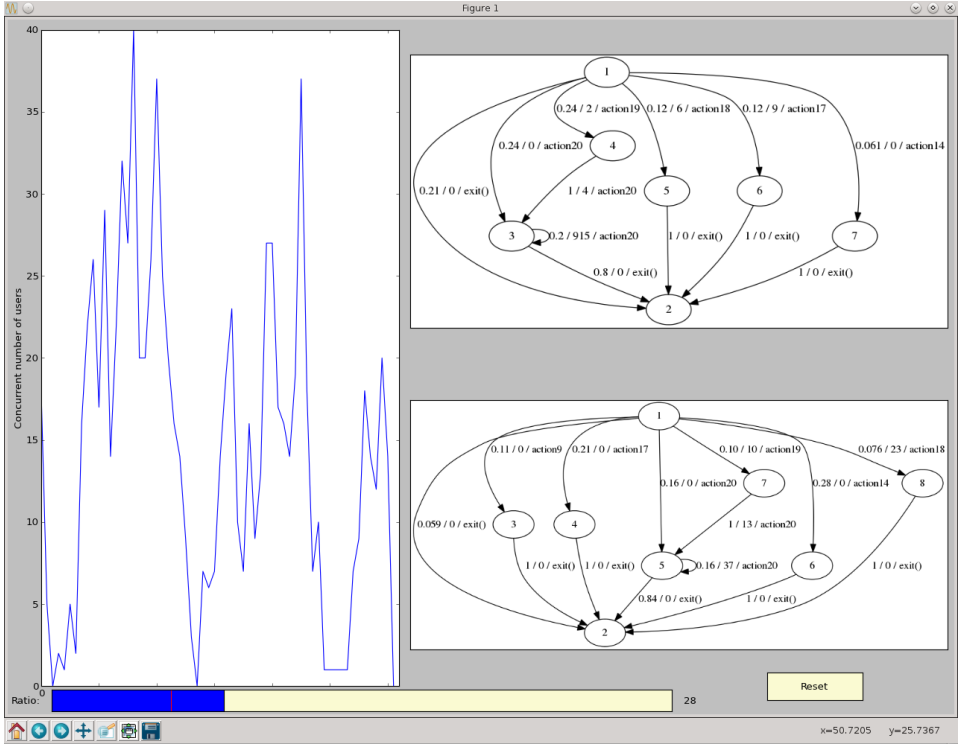 Figure 1
40
35
30
25
20
15
10
5
0
0
Concurrent number of users
1
0.24 / 2 / action19
0.12 / 6 / action18
0.12 / 9 / action17
0.24 / 0 / action20
4
0.061 / 0 / action14
0.21 / 0 / exit()
1 / 4 / action20
5
6
3
0.2 / 915 / action20
1 / 0 / exit()
1 / 0 / exit()
7
0.8 / 0 / exit()
1 / 0 / exit()
2
1
0.11 / 0 / action9
0.21 / 0 / action17
0.10 / 10 / action19
0.076 / 23 / action18
0.16 / 0 / action20
7
0.28 / 0 / action14
8
0.059 / 0 / exit()
3
4
1 / 13 / action20
1 / 0 / exit()
1 / 0 / exit()
5
0.16 / 37 / action20
6
1 / 0 / exit()
0.84 / 0 / exit()
1 / 0 / exit()
2
Ratio:
28
Reset
x=50.7205 y=25.7367